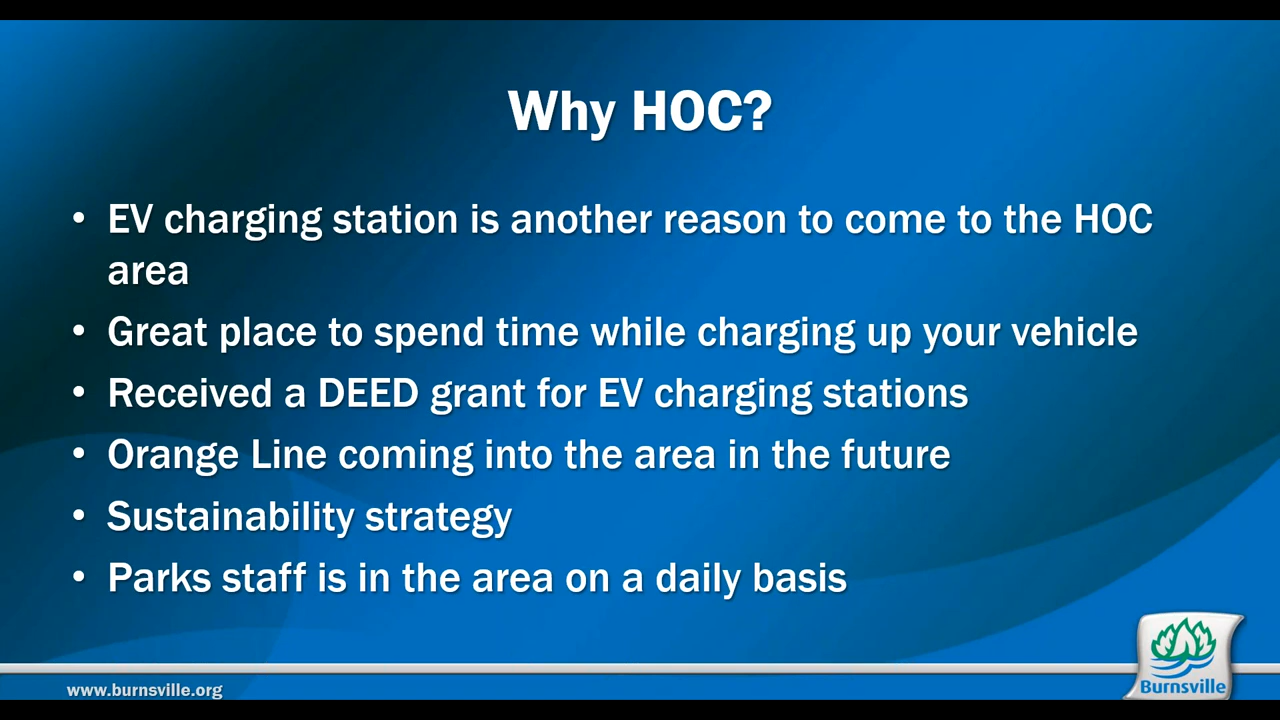 Why HOC?
• EV charging station is another reason to come to the HOC
area
• Great place to spend time while charging up your vehicle
• Received a DEED grant for EV charging stations
• Orange Line coming into the area in the future
• Sustainability strategy
• Parks staff is in the area on a daily basis
www.burnsville.org
Burnsville